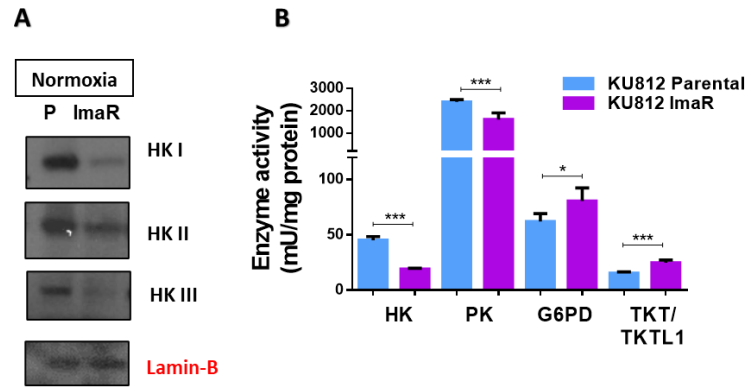 A
Normoxia
P ImaR
HK I
HK II
HK III
Lamin-B
B
KU812 Parental
KU812 ImaR
Enzyme activity
(mU/mg protein)
3000
2000
1000
100
50
0
***
***
*
***
HK
PK
G6PD
TKT/
TKTL1